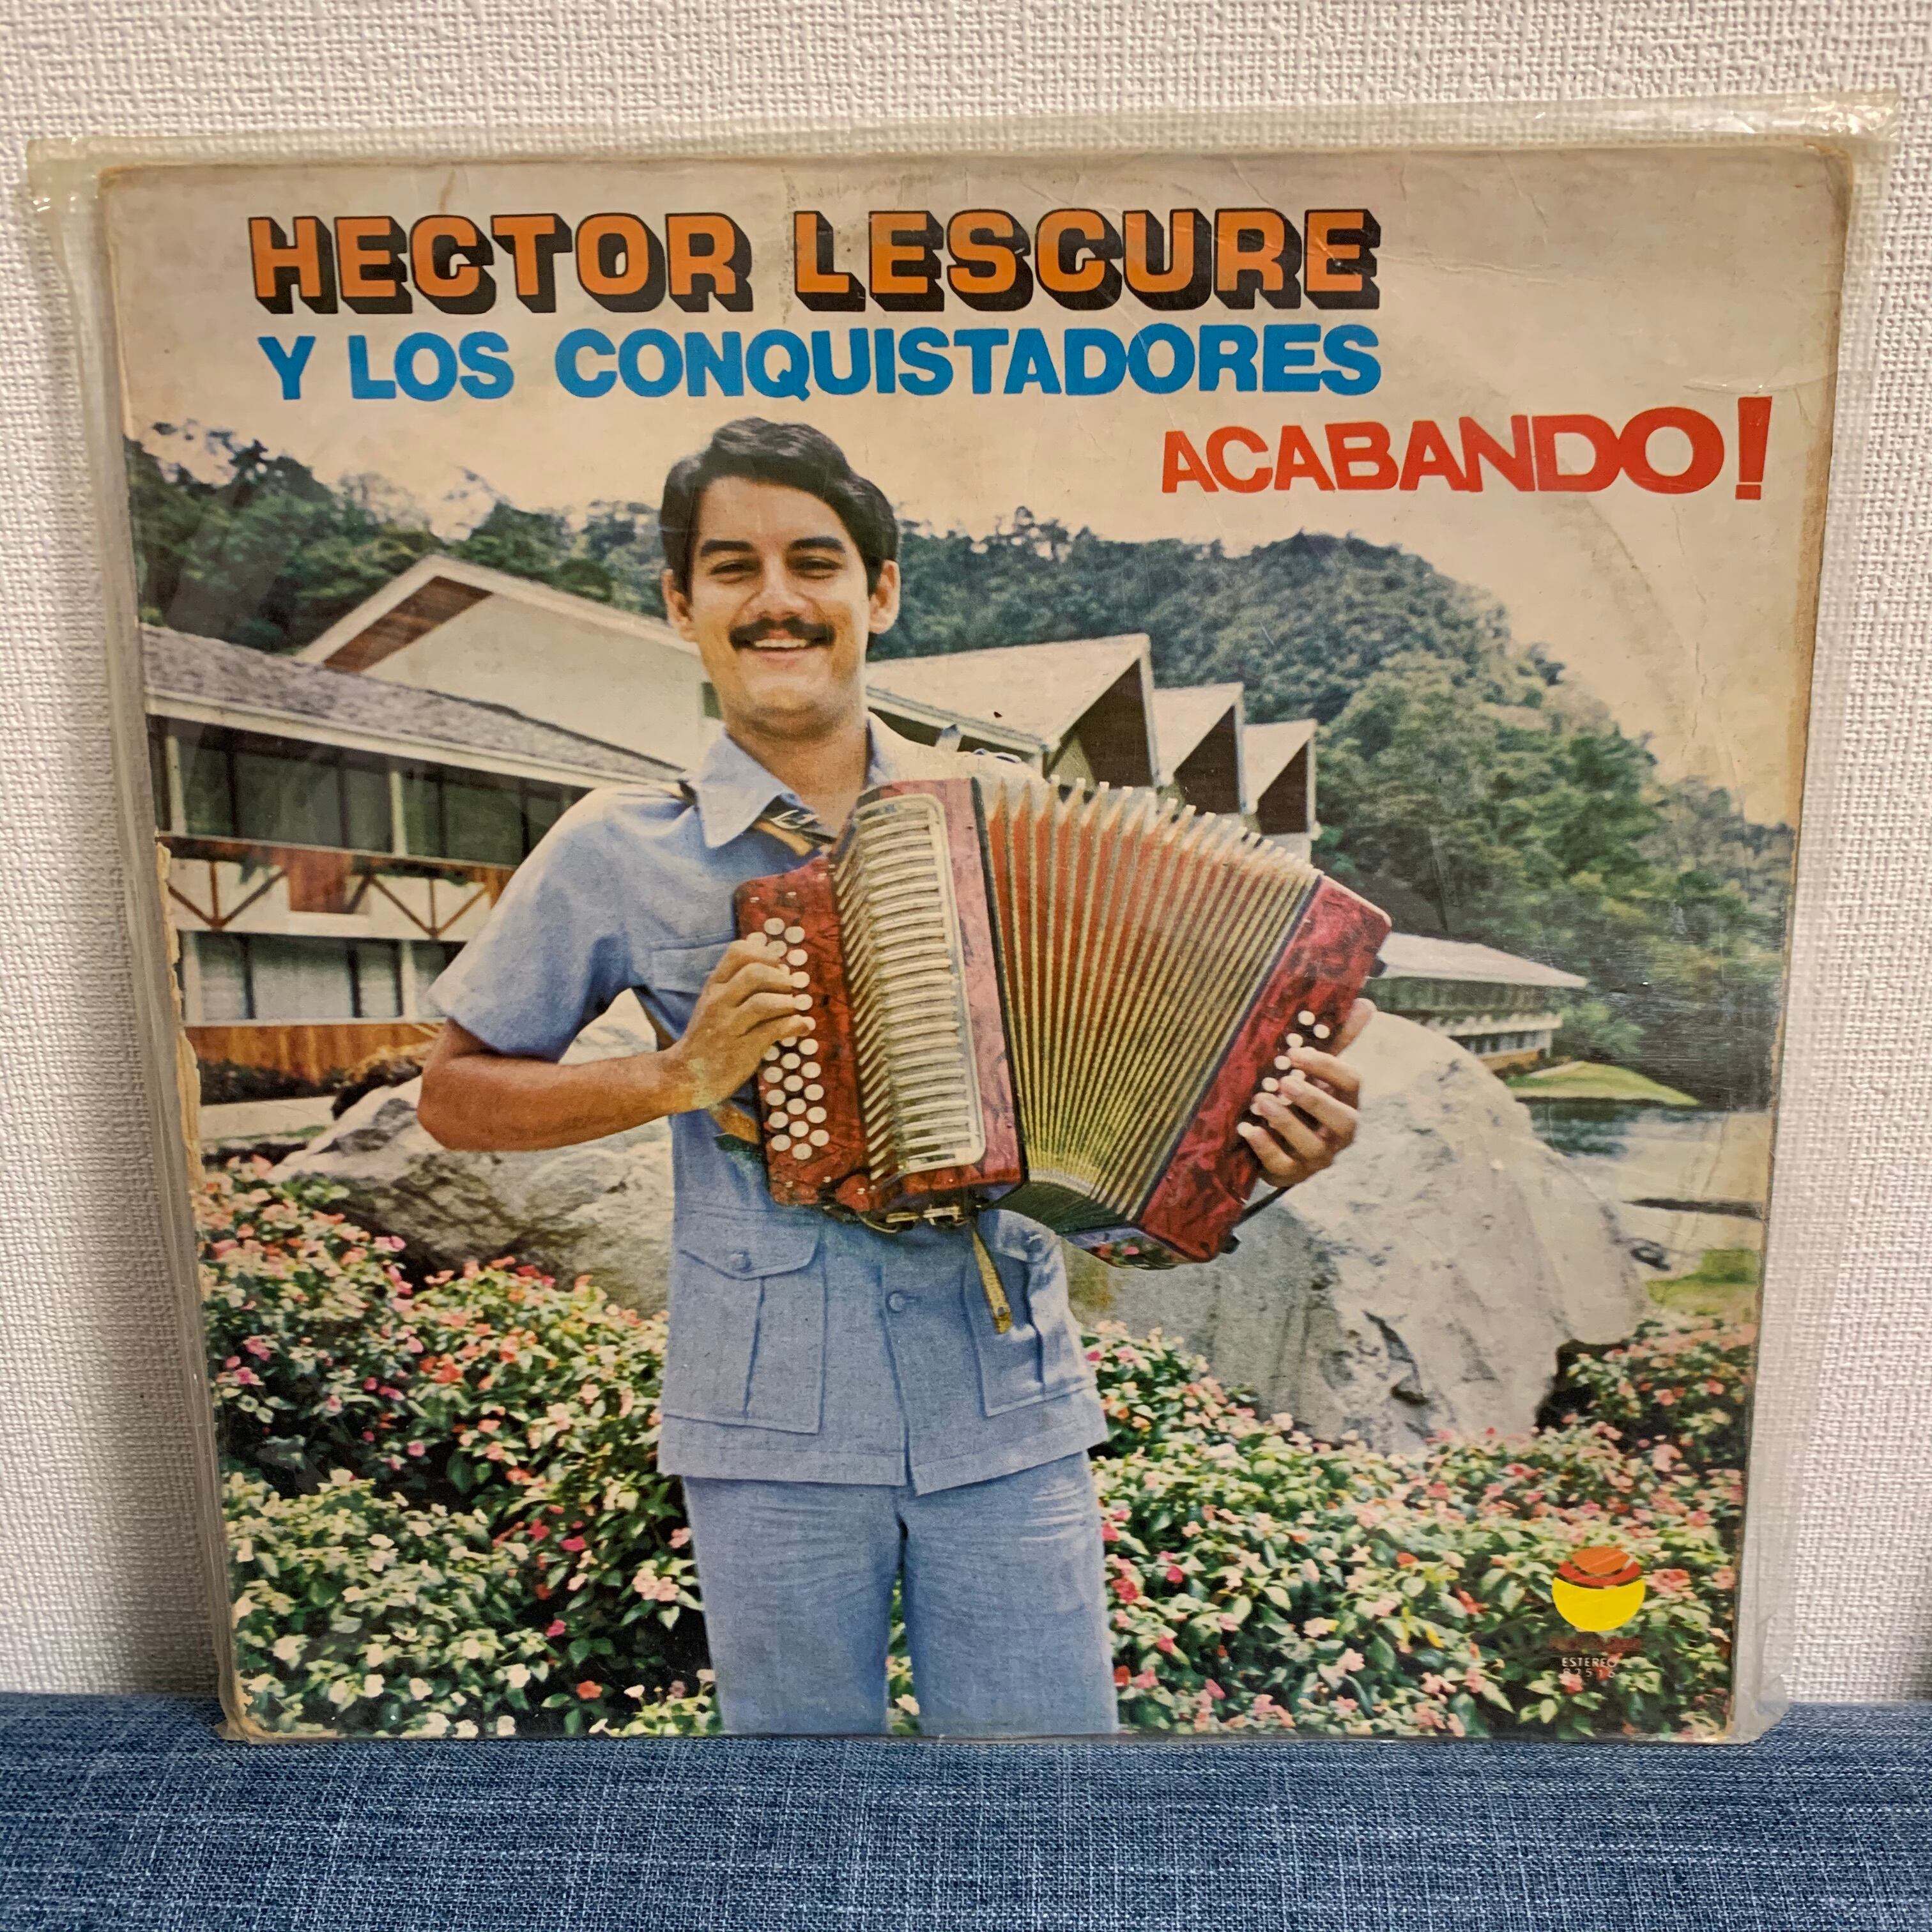 HECTOR LESCURE
Y LOS CONQUISTADORES
ACABANDO!
ESTEREO